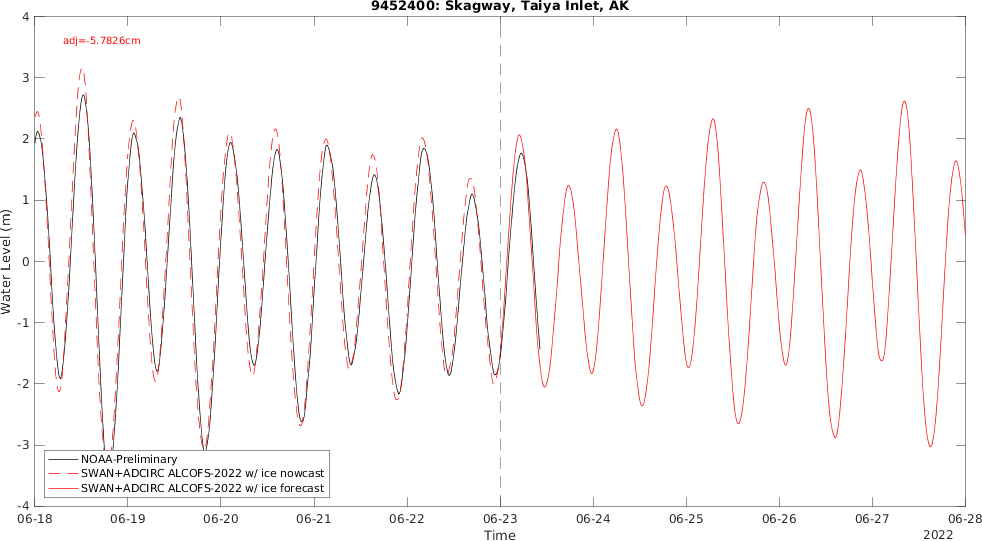 9452400: Skagway, Taiya Inlet, AK
adj=-5.7826cm
4
3
2
1
0
-1
-2
-3
-4
Water Level (m)
NOAA-Preliminary
SWAN+ADCIRC ALCOFS-2022 w/ ice nowcast
SWAN+ADCIRC ALCOFS-2022 w/ ice forecast
06-18 06-19 06-20 06-21 06-22 06-23 06-24 06-25 06-26 06-27 06-28
Time
2022